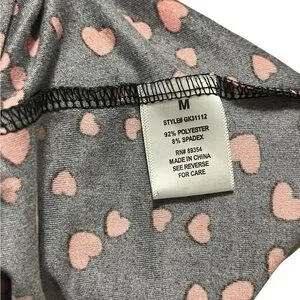 M
STYLE# GK31112
92% POLYESTER
8% SPADEX
RN# 89354
MADE IN CHINA
SEE REVERSE
FOR CARE